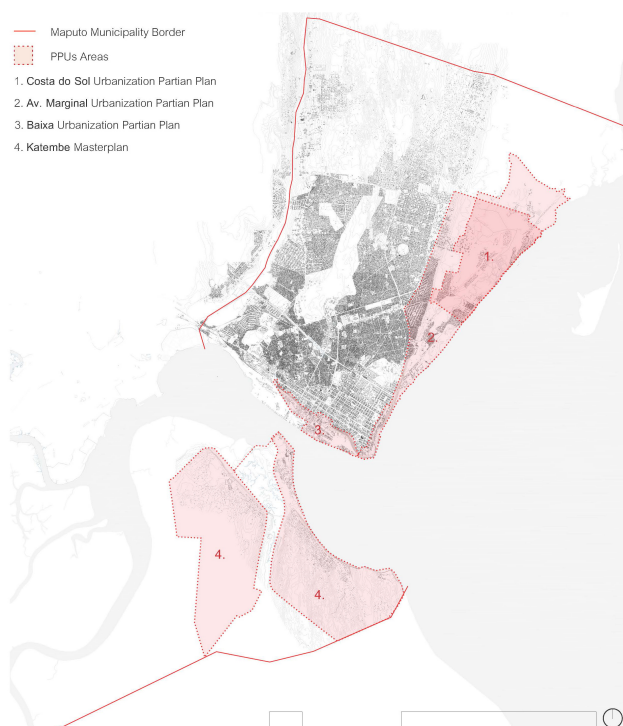 Maputo Municipality Border
PPUs Areas
1. Costa do Sol Urbanization Partian Plan
2. Av. Marginal Urbanization Partian Plan
3. Baixa Urbanization Partian Plan
4. Katembe Masterplan
1.
2.
3.
4.
4.